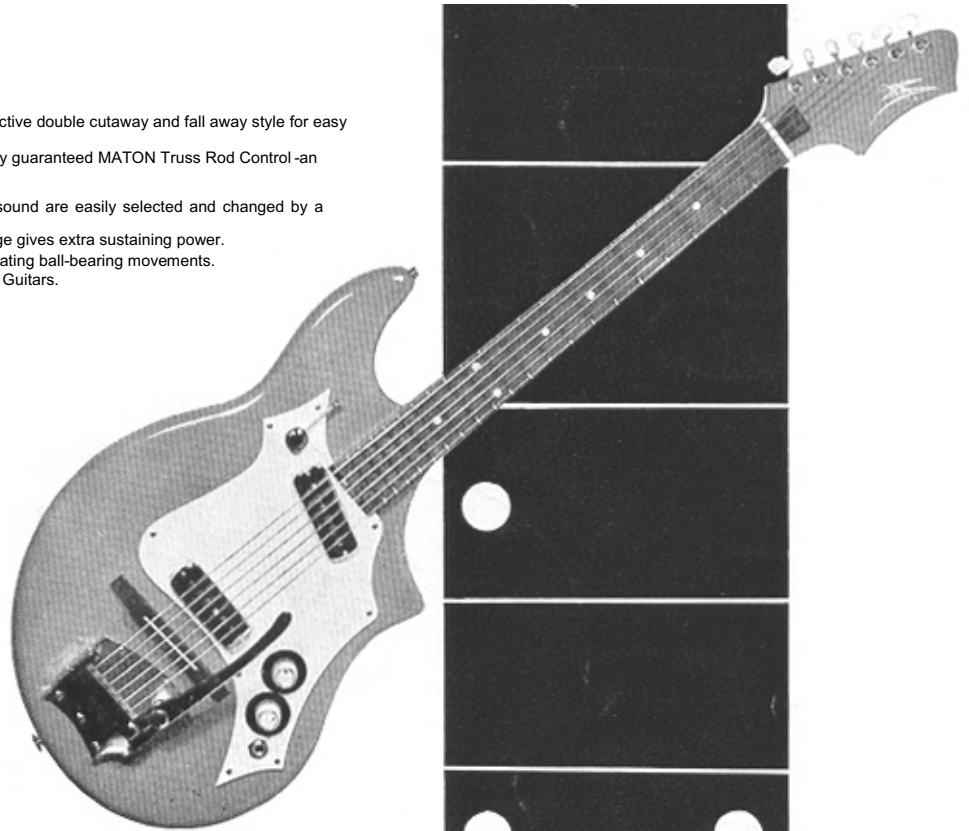 ctive double cutaway and fall away style for easy
y guaranteed MATON Truss Rod Control -an
sound are easily selected and changed by a
ge gives extra sustaining power.
ating ball-bearing movements.
Guitars.